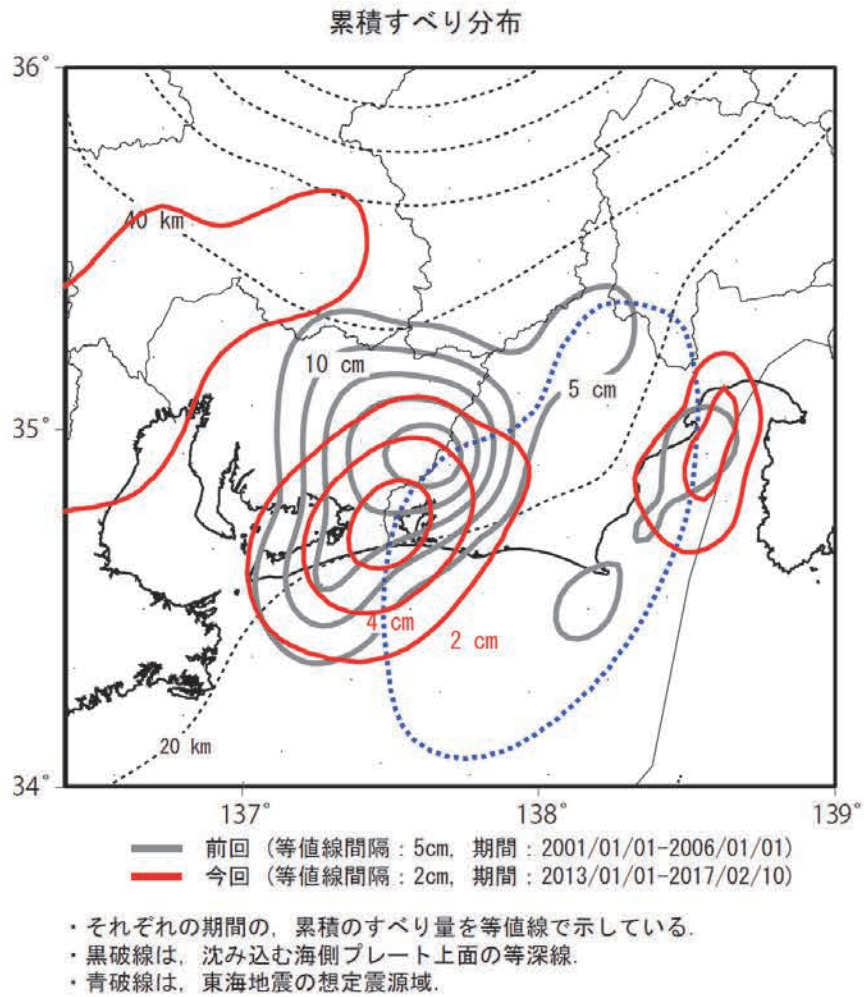 累積すべり分布
36°
40 km
10 cm
5 cm
35°
4 cm
2 cm
20 km
34°
137°
138°
139°
前回 (等値線間隔：5cm, 期間：2001/01/01-2006/01/01)
今回 (等値線間隔：2cm, 期間：2013/01/01-2017/02/10)
・それぞれの期間の, 累積のすべり量を等値線で示している.
・黒破線は, 沈み込む海側プレート上面の等深線.
・青破線は, 東海地震の想定震源域.